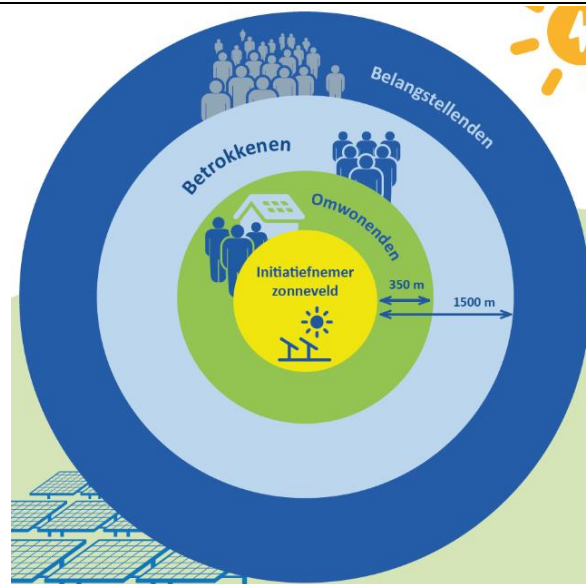 Belangstellenden
Betrokkenen
Omwonenden
Initiatiefnemer
zonneveld
350 m
1500 m